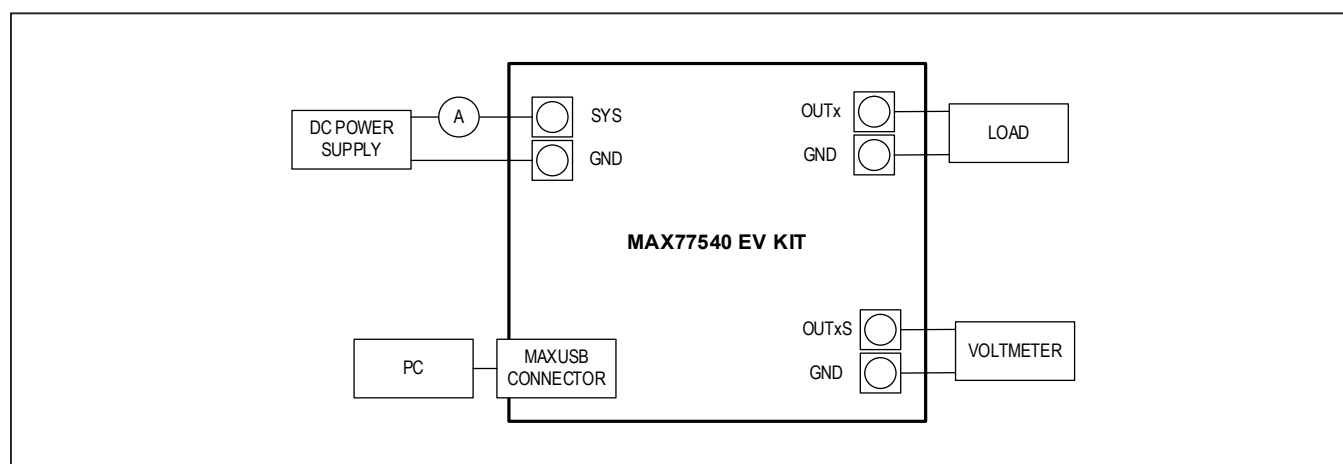 DC POWER
SUPPLY
A
SYS
GND
OUTx
GND
LOAD
MAX77540 EV KIT
PC
MAXUSB
CONNECTOR
OUTxS
GND
VOLTMETER